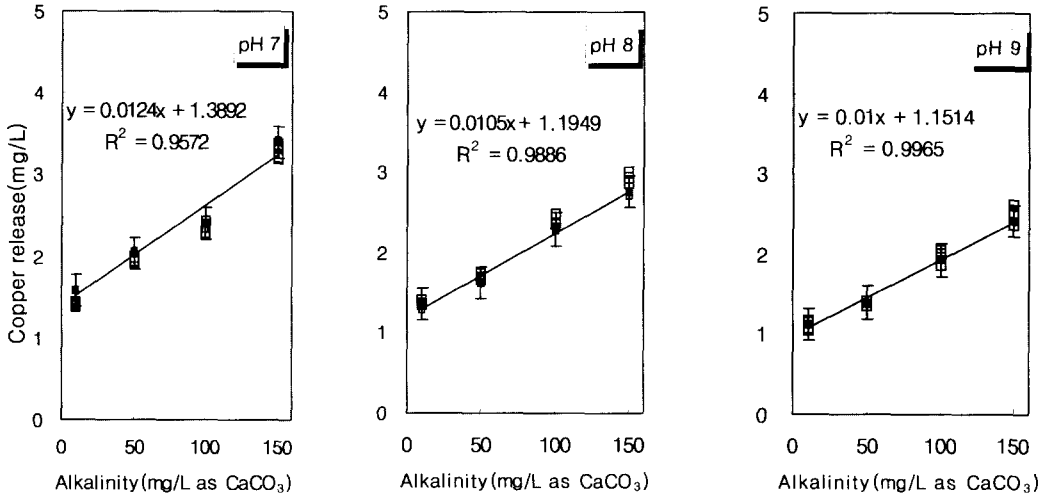 Copper release(mg/L)
5
4
3
2
1
0
pH 7
y = 0.0124x + 1.3892
R² = 0.9572
0 50 100 150
Alkalinity(mg/L as CaCO₃)
5
4
3
2
1
0
pH 8
y = 0.0105x + 1.1949
R² = 0.9886
0 50 100 150
Alkalinity(mg/L as CaCO₃)
5
4
3
2
1
0
pH 9
y = 0.01x + 1.1514
R² = 0.9965
0 50 100 150
Alkalinity(mg/L as CaCO₃)